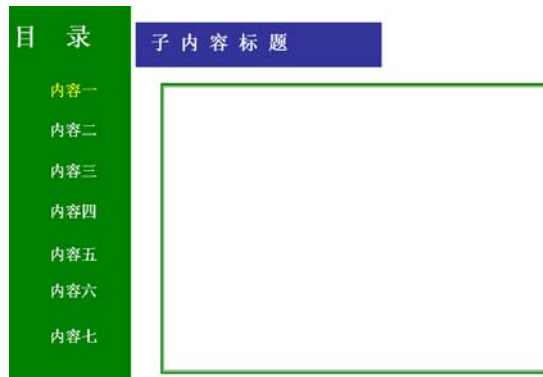 目 录
内容一
内容二
内容三
内容四
内容五
内容六
内容七
子 内 容 标 题